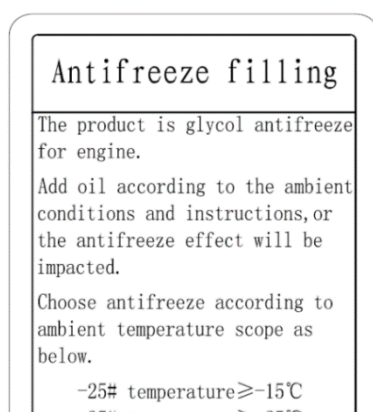 Antifreeze filling
The product is glycol antifreeze
for engine.
Add oil according to the ambient
conditions and instructions,or
the antifreeze effect will be
impacted.
Choose antifreeze according to
ambient temperature scope as
below.
-25# temperature≥-15℃